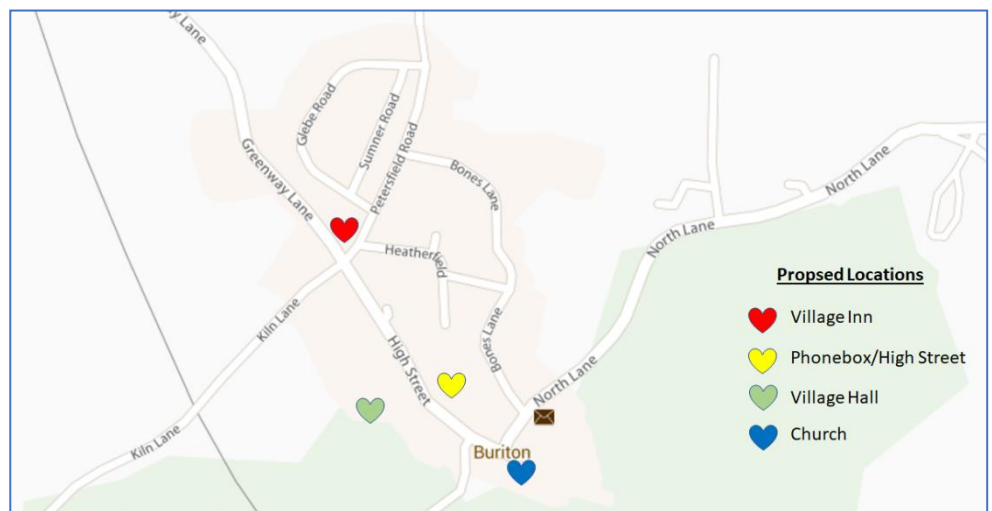 y Lane
Glebe Road
Sumner Road
Petersfield Road
Greenway Lane
Bones Lane
North Lane
North Lane
Heatherfield
Kiln Lane
High Street
Bones Lane
North Lane
Kiln Lane
Buriton
Propsed Locations
Village Inn
Phonebox/High Street
Village Hall
Church